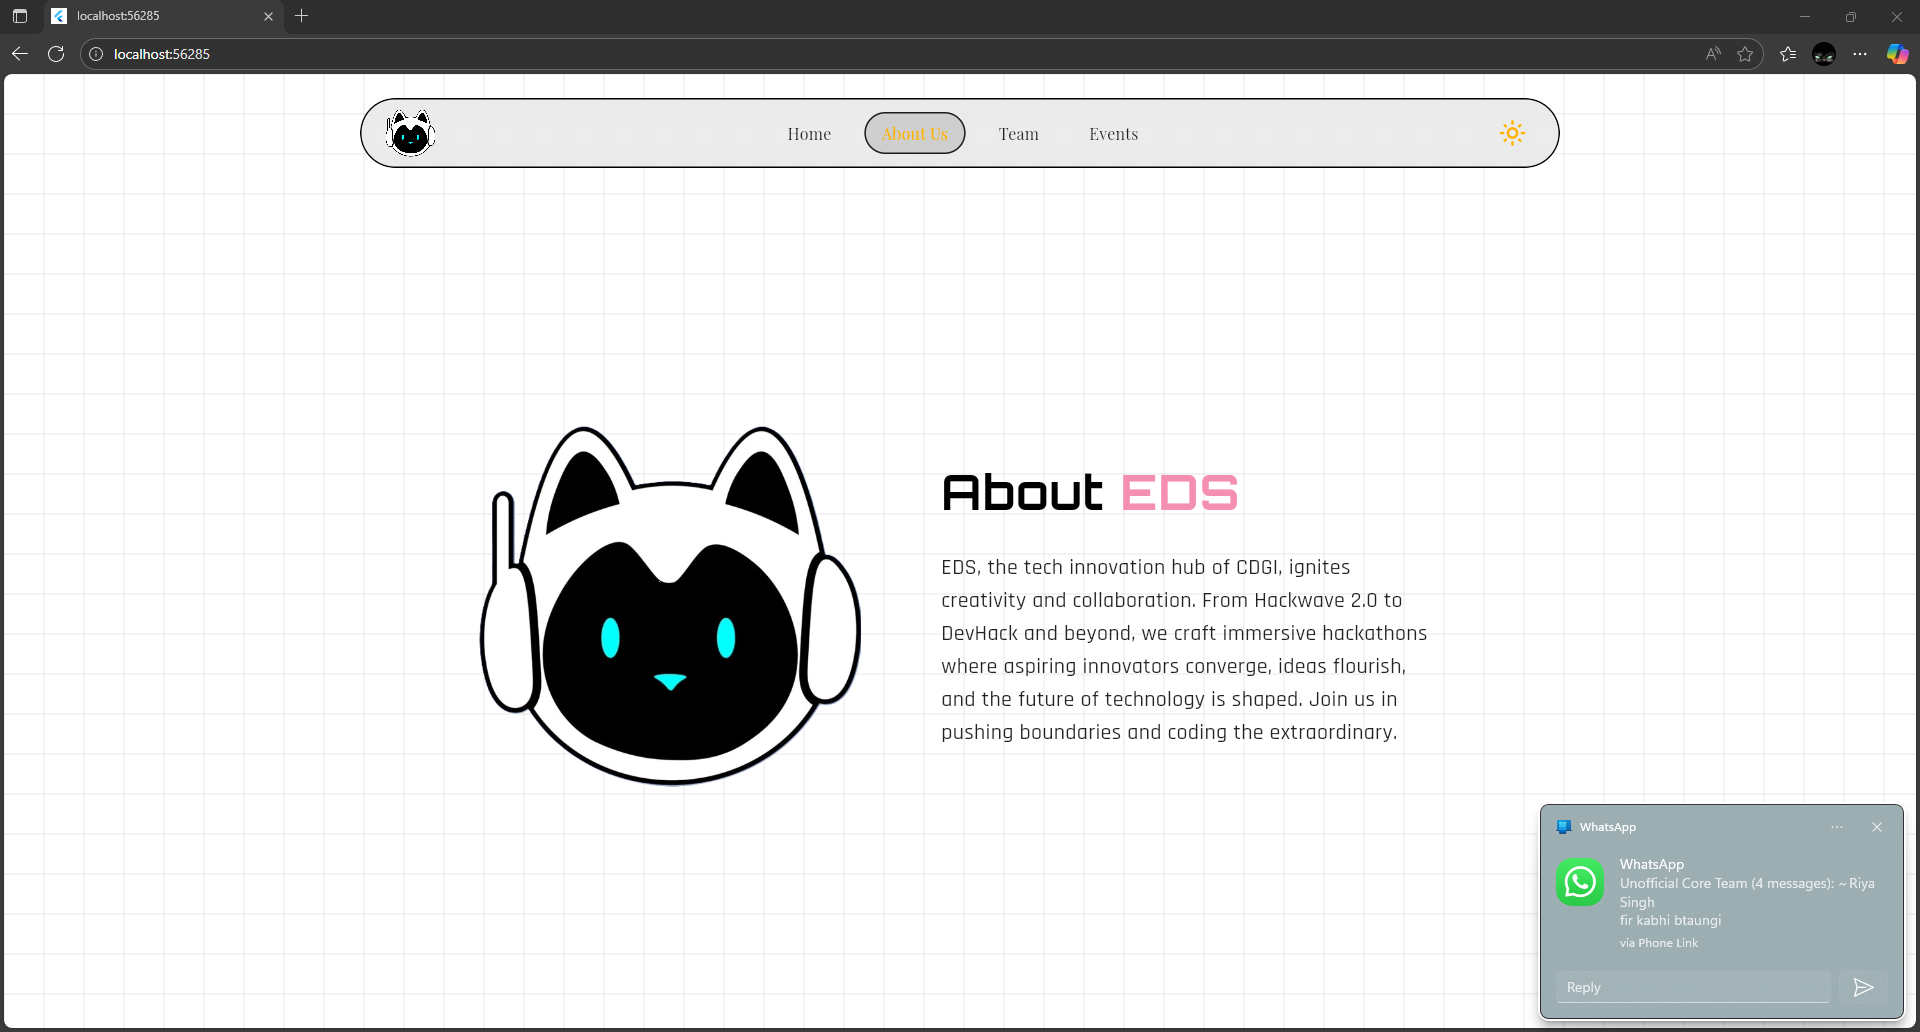 localhost:56285
localhost:56285
Home
About Us
Team
Events
About EDS
EDS, the tech innovation hub of CDGI, ignites
creativity and collaboration. From Hackwave 2.0 to
DevHack and beyond, we craft immersive hackathons
where aspiring innovators converge, ideas flourish,
and the future of technology is shaped. Join us in
pushing boundaries and coding the extraordinary.
WhatsApp
WhatsApp
Unofficial Core Team (4 messages): ~ Riya
Singh
fir kabhi btaungi
via Phone Link
Reply